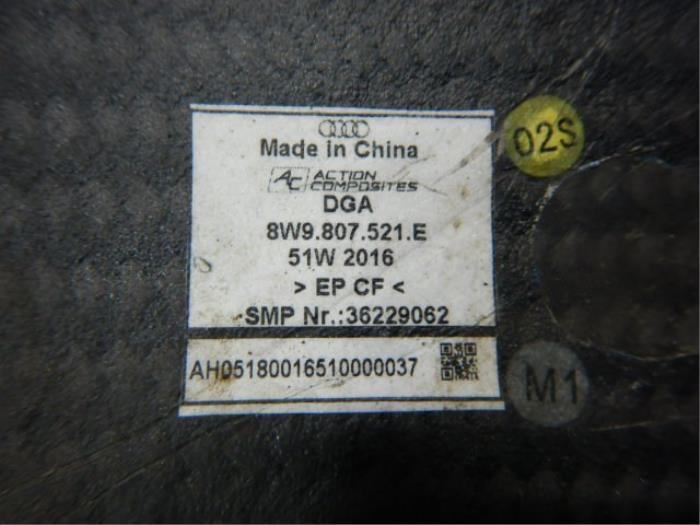 Made in China
AC ACTION
COMPOSITES
DGA
8W9.807.521.E
51W 2016
> EP CF <
SMP Nr.:36229062
AH05180016510000037
02S
M1